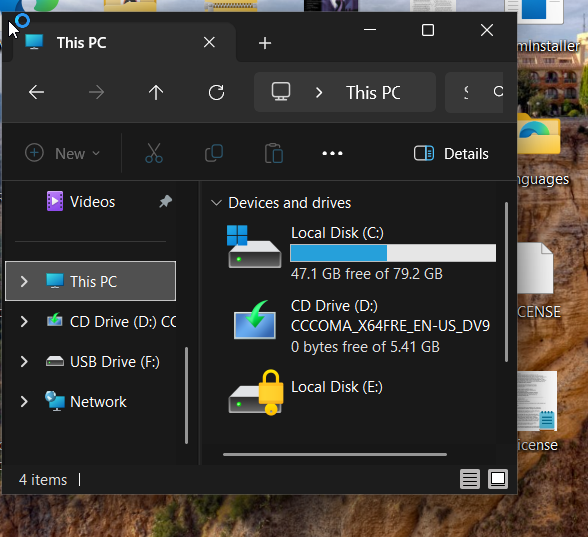 This PC
This PC
New
Details
Videos
This PC
CD Drive (D:) CC
USB Drive (F:)
Network
Devices and drives
Local Disk (C:)
47.1 GB free of 79.2 GB
CD Drive (D:)
CCCOMA_X64FRE_EN-US_DV9
0 bytes free of 5.41 GB
Local Disk (E:)
4 items
mInstaller
nguages
CENSE
icense